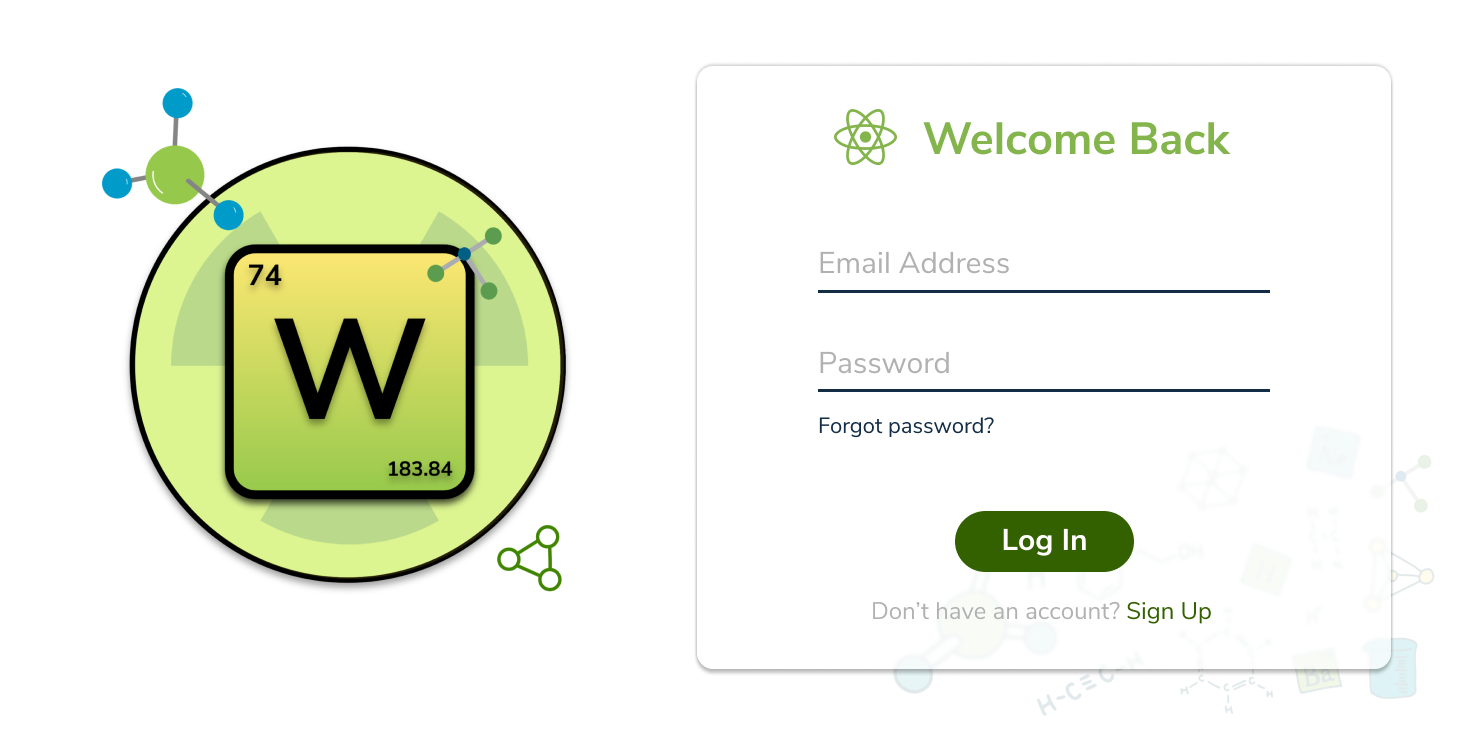 74
W
183.84
Welcome Back
Email Address
Password
Forgot password?
Log In
Don’t have an account? Sign Up
OH
H-C≡C-H
Ba
H
C
C
C
H
H